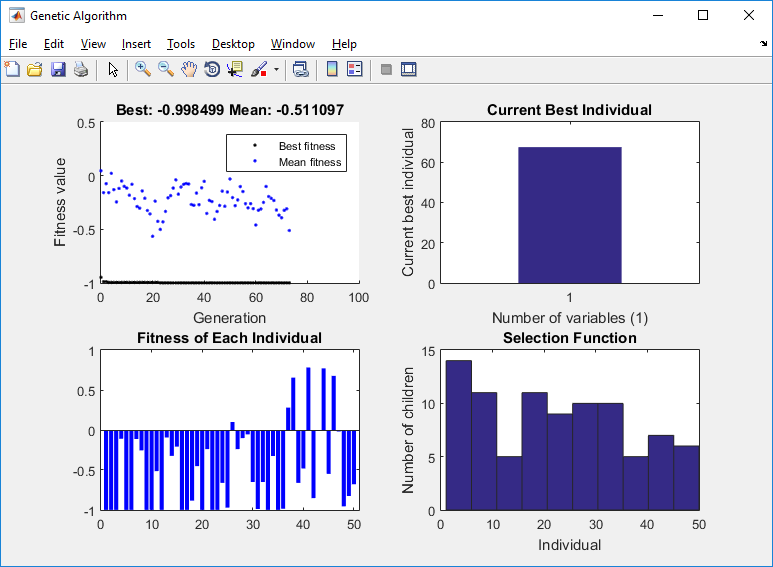 Genetic Algorithm
File Edit View Insert Tools Desktop Window Help
Best: -0.998499 Mean: -0.511097
0.5
0
-0.5
-1
0 20 40 60 80 100
Fitness value
Generation
Best fitness
Mean fitness
Current Best Individual
80
60
40
20
0
1
Current best individual
Number of variables (1)
Fitness of Each Individual
1
0.5
0
-0.5
-1
0 10 20 30 40 50
Selection Function
15
10
5
0
0 10 20 30 40 50
Number of children
Individual